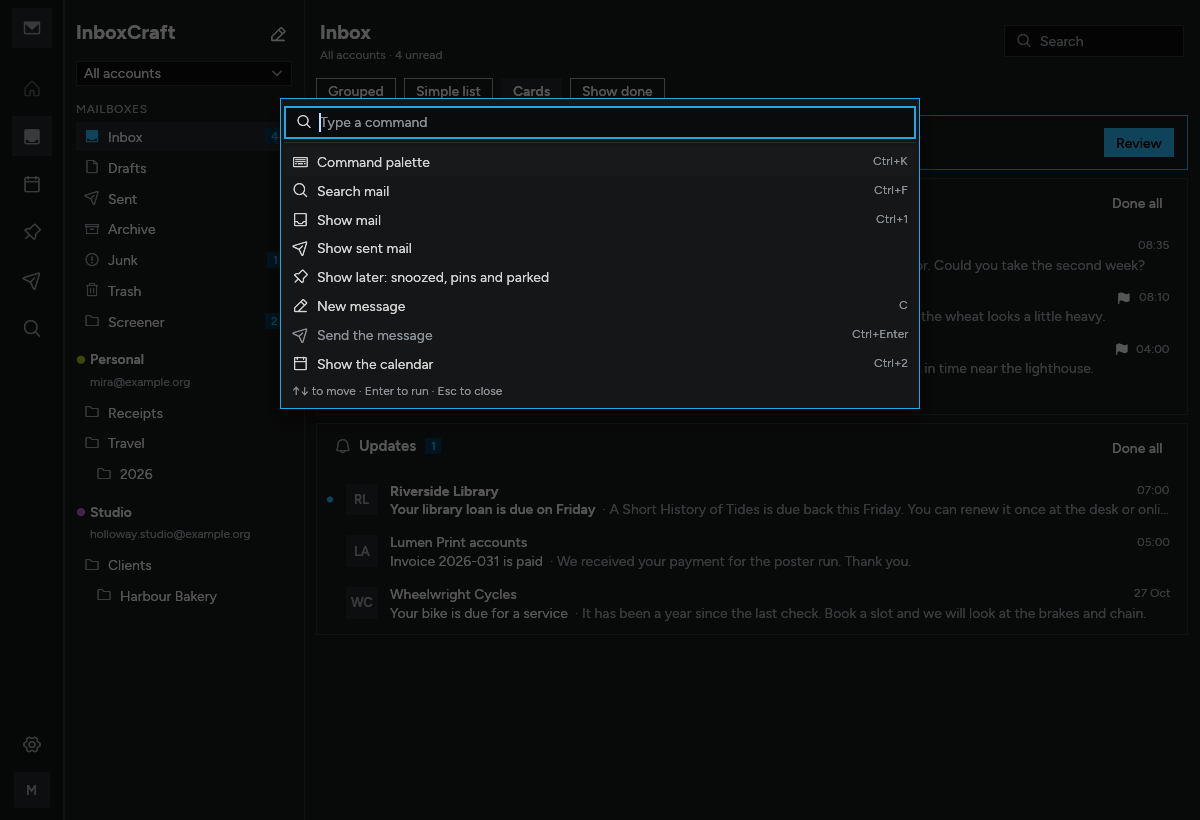 InboxCraft
All accounts
MAILBOXES
Inbox 4
Drafts
Sent
Archive
Junk 1
Trash
Screener 2
Personal
mira@example.org
Receipts
Travel
2026
Studio
holloway.studio@example.org
Clients
Harbour Bakery
M
Inbox
All accounts · 4 unread
Search
Grouped
Simple list
Cards
Show done
Review
Type a command
Command palette Ctrl+K
Search mail Ctrl+F
Show mail Ctrl+1
Show sent mail
Show later: snoozed, pins and parked
New message C
Send the message Ctrl+Enter
Show the calendar Ctrl+2
↑↓ to move · Enter to run · Esc to close
Done all
08:35
Could you take the second week?
08:10
the wheat looks a little heavy.
04:00
in time near the lighthouse.
Updates 1
Done all
RL
Riverside Library 07:00
Your library loan is due on Friday · A Short History of Tides is due back this Friday. You can renew it once at the desk or onli...
LA
Lumen Print accounts 05:00
Invoice 2026-031 is paid · We received your payment for the poster run. Thank you.
WC
Wheelwright Cycles 27 Oct
Your bike is due for a service · It has been a year since the last check. Book a slot and we will look at the brakes and chain.